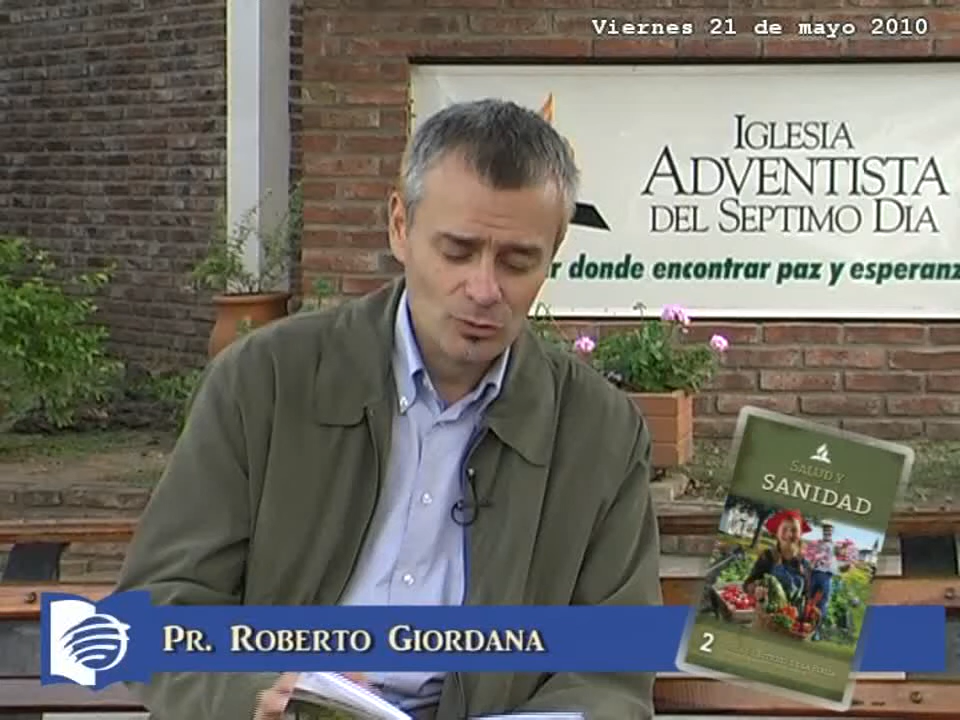 Viernes 21 de mayo 2010
IGLESIA
ADVENTISTA
DEL SEPTIMO DIA
r donde encontrar paz y esperanz
SALUD Y
SANIDAD
2
PR. ROBERTO GIORDANA